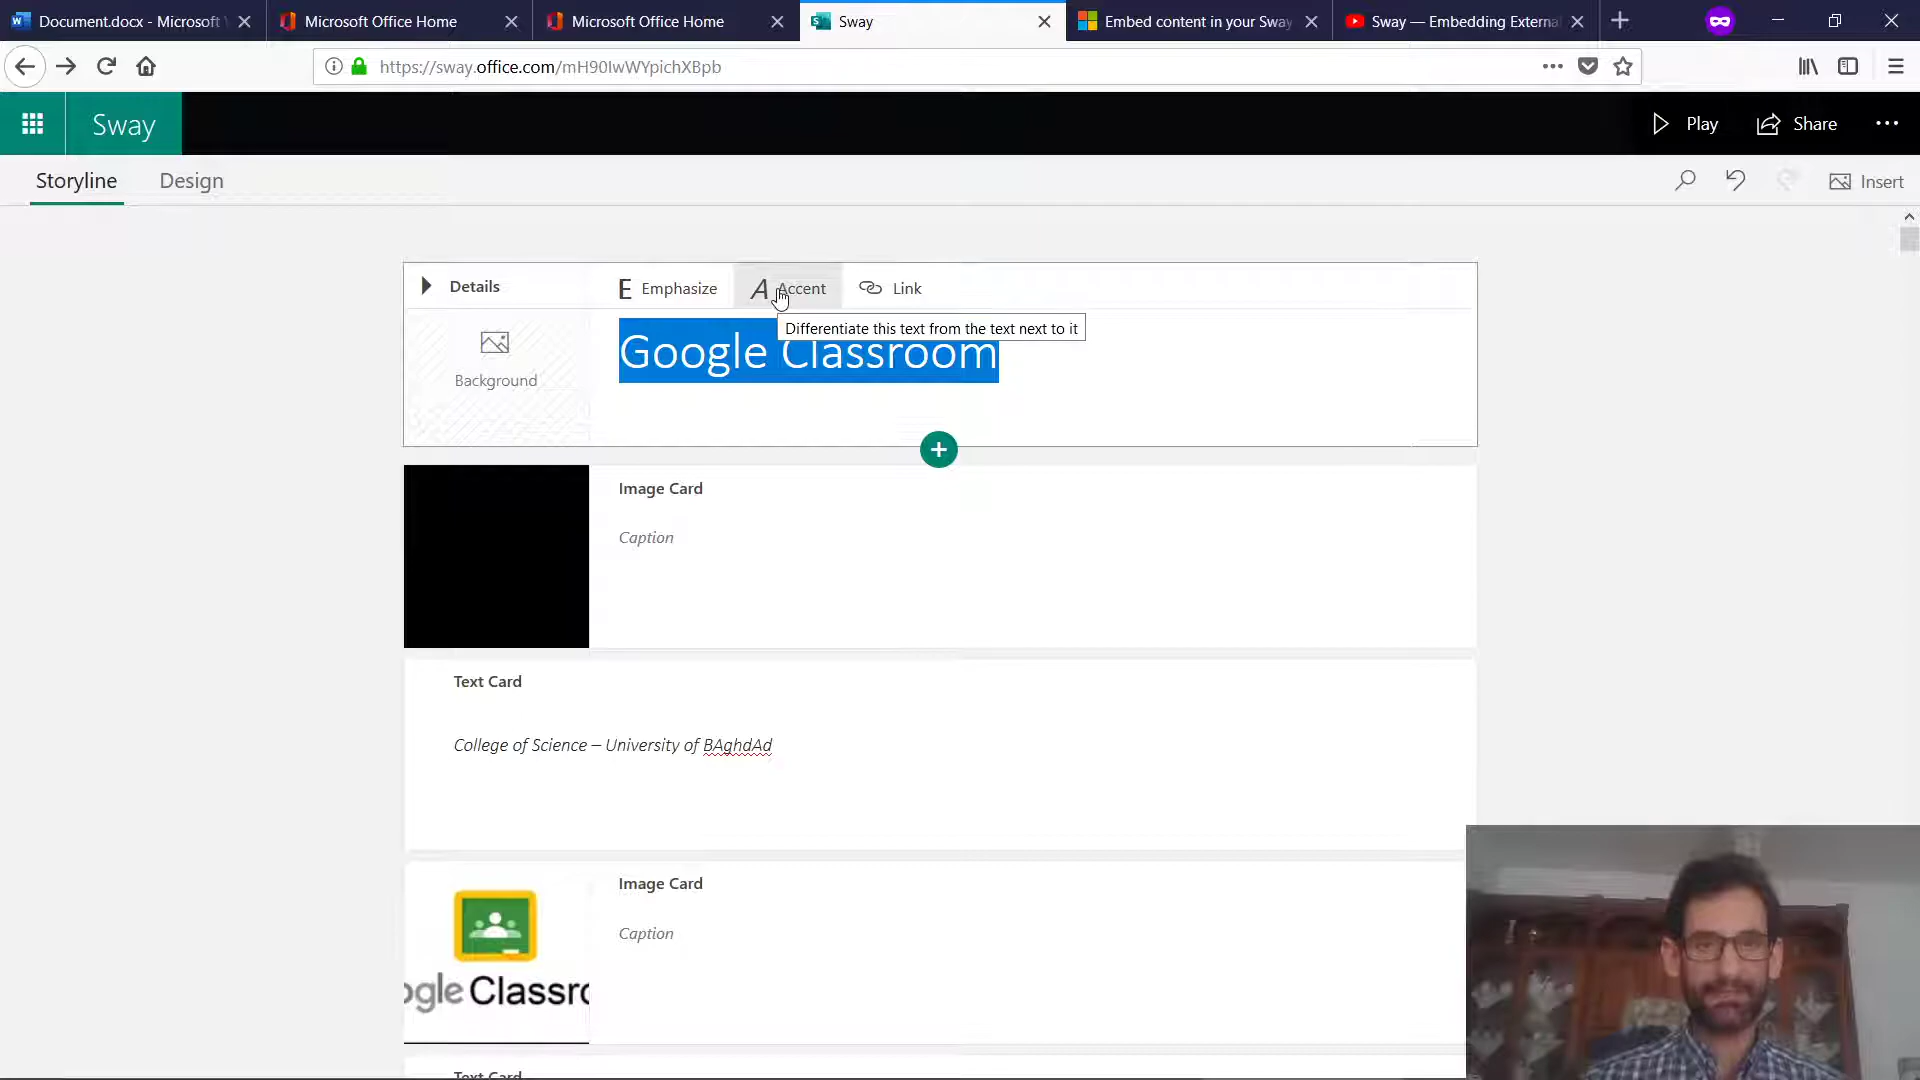 Document.docx - Microsoft
Microsoft Office Home
Microsoft Office Home
Sway
Embed content in your Sway
Sway — Embedding External
https://sway.office.com/mH90IwWYpichXBpb
Sway
Play
Share
Storyline
Design
Insert
Details
E Emphasize
A Accent
Link
Differentiate this text from the text next to it
Background
Google Classroom
Image Card
Caption
Text Card
College of Science – University of BAghdAd
Image Card
Caption
ogle Classro
Text Card